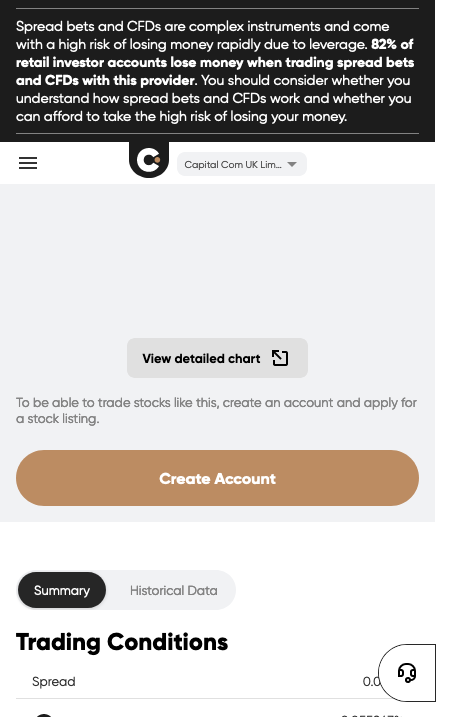 Spread bets and CFDs are complex instruments and come
with a high risk of losing money rapidly due to leverage. 82% of
retail investor accounts lose money when trading spread bets
and CFDs with this provider. You should consider whether you
understand how spread bets and CFDs work and whether you
can afford to take the high risk of losing your money.
Capital Com UK Lim...
View detailed chart
To be able to trade stocks like this, create an account and apply for
a stock listing.
Create Account
Summary Historical Data
Trading Conditions
Spread 0.0